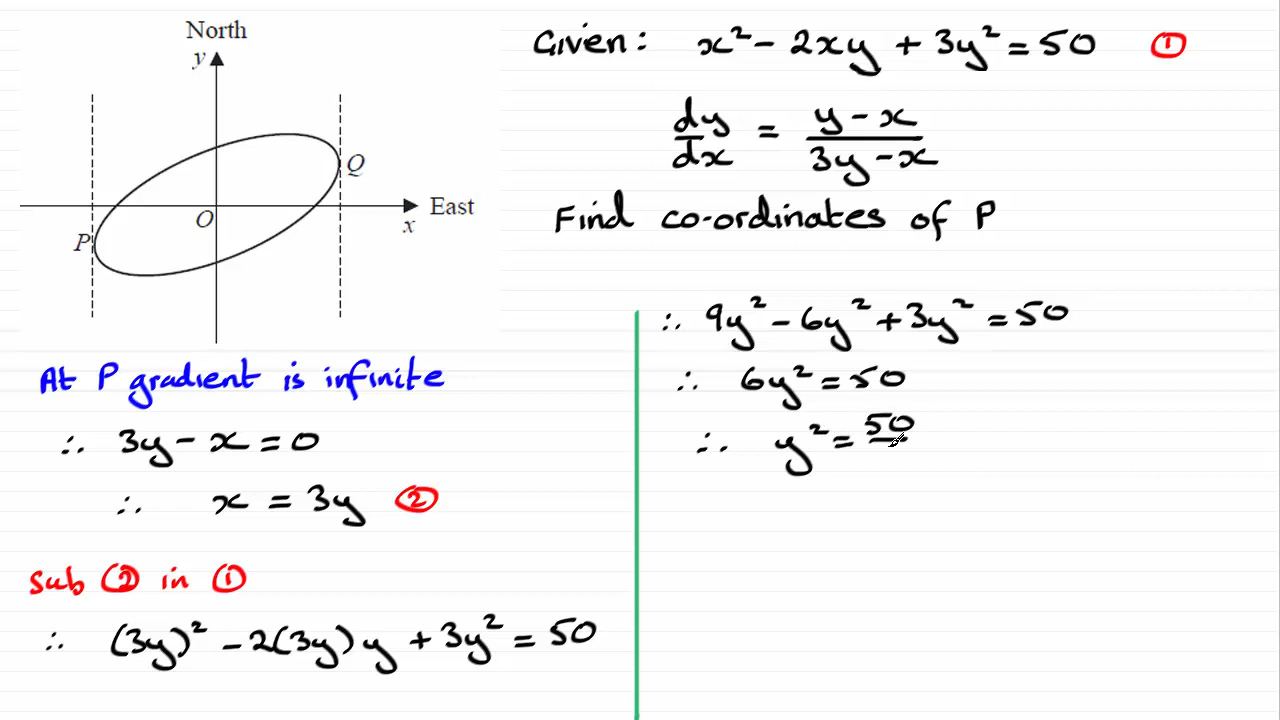 North
y
Q
O
East
x
P
Given: x² - 2xy + 3y² = 50 ①
dy/dx = (y - x)/(3y - x)
Find co-ordinates of P
At P gradient is infinite
∴ 3y - x = 0
∴ x = 3y ②
Sub ② in ①
∴ (3y)² - 2(3y)y + 3y² = 50
∴ 9y² - 6y² + 3y² = 50
∴ 6y² = 50
∴ y² = 50